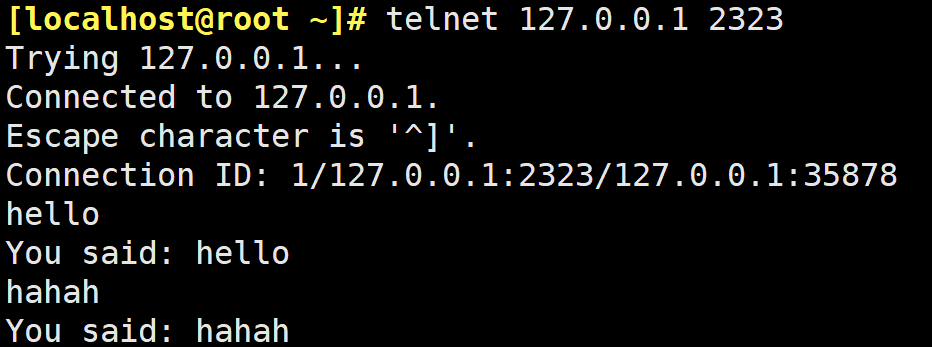 [localhost@root ~]# telnet 127.0.0.1 2323
Trying 127.0.0.1...
Connected to 127.0.0.1.
Escape character is '^]'.
Connection ID: 1/127.0.0.1:2323/127.0.0.1:35878
hello
You said: hello
hahah
You said: hahah